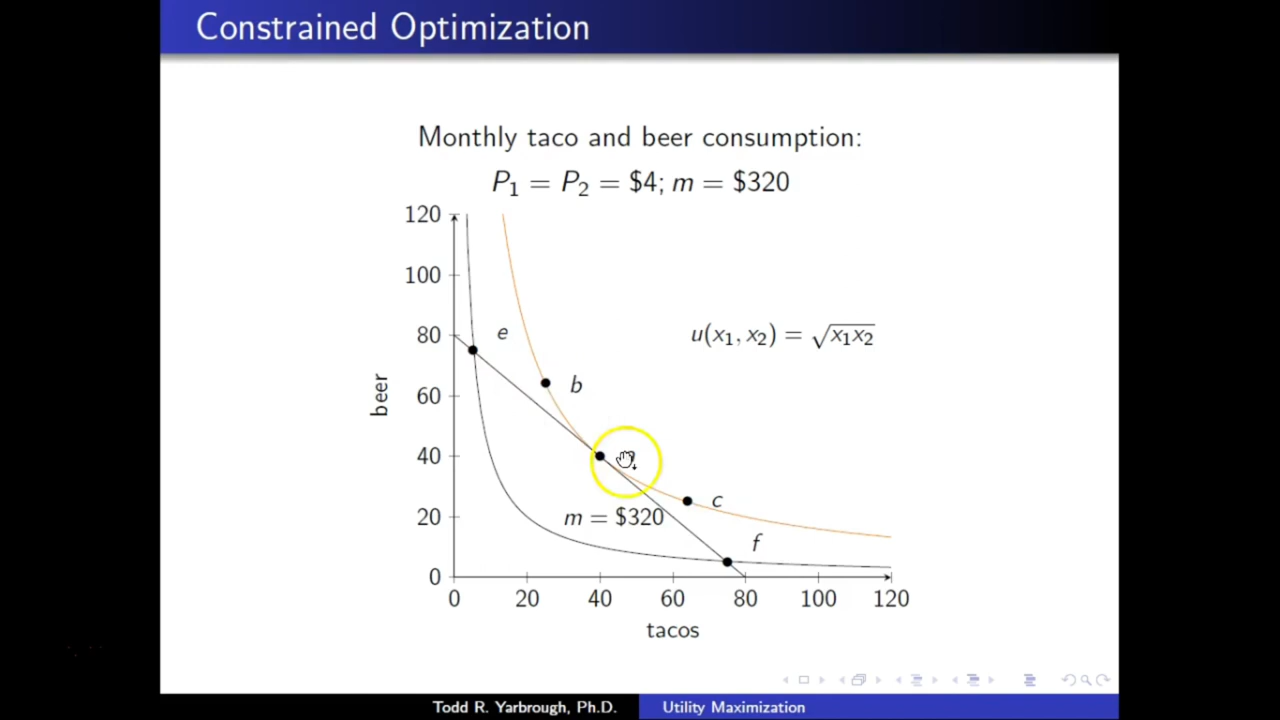 Constrained Optimization
Monthly taco and beer consumption:
P₁ = P₂ = $4; m = $320
120
100
80
60
40
20
0
beer
e
b
c
f
u(x₁, x₂) = √x₁x₂
m = $320
0 20 40 60 80 100 120
tacos
Todd R. Yarbrough, Ph.D. Utility Maximization